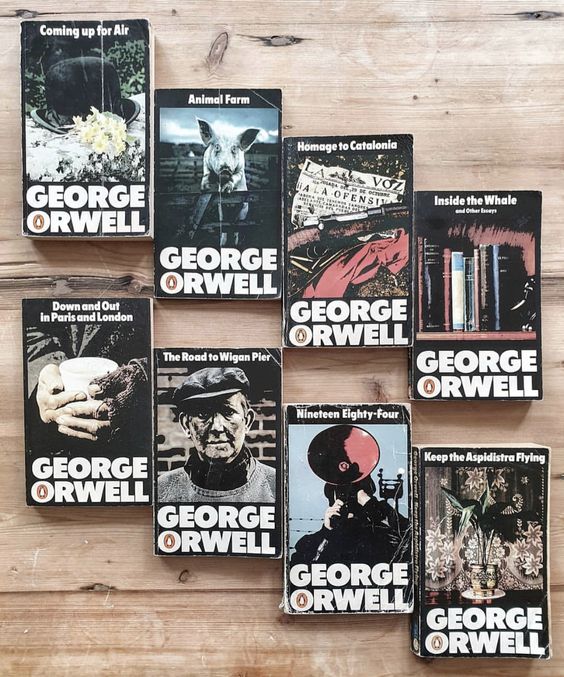 Coming up for Air
GEORGE
ORWELL
Animal Farm
GEORGE
ORWELL
Homage to Catalonia
LA VOZ
LA OFENSI
GEORGE
ORWELL
Inside the Whale
and Other Essays
GEORGE
ORWELL
Down and Out
in Paris and London
GEORGE
ORWELL
The Road to Wigan Pier
GEORGE
ORWELL
Nineteen Eighty-Four
GEORGE
ORWELL
Keep the Aspidistra Flying
GEORGE
ORWELL